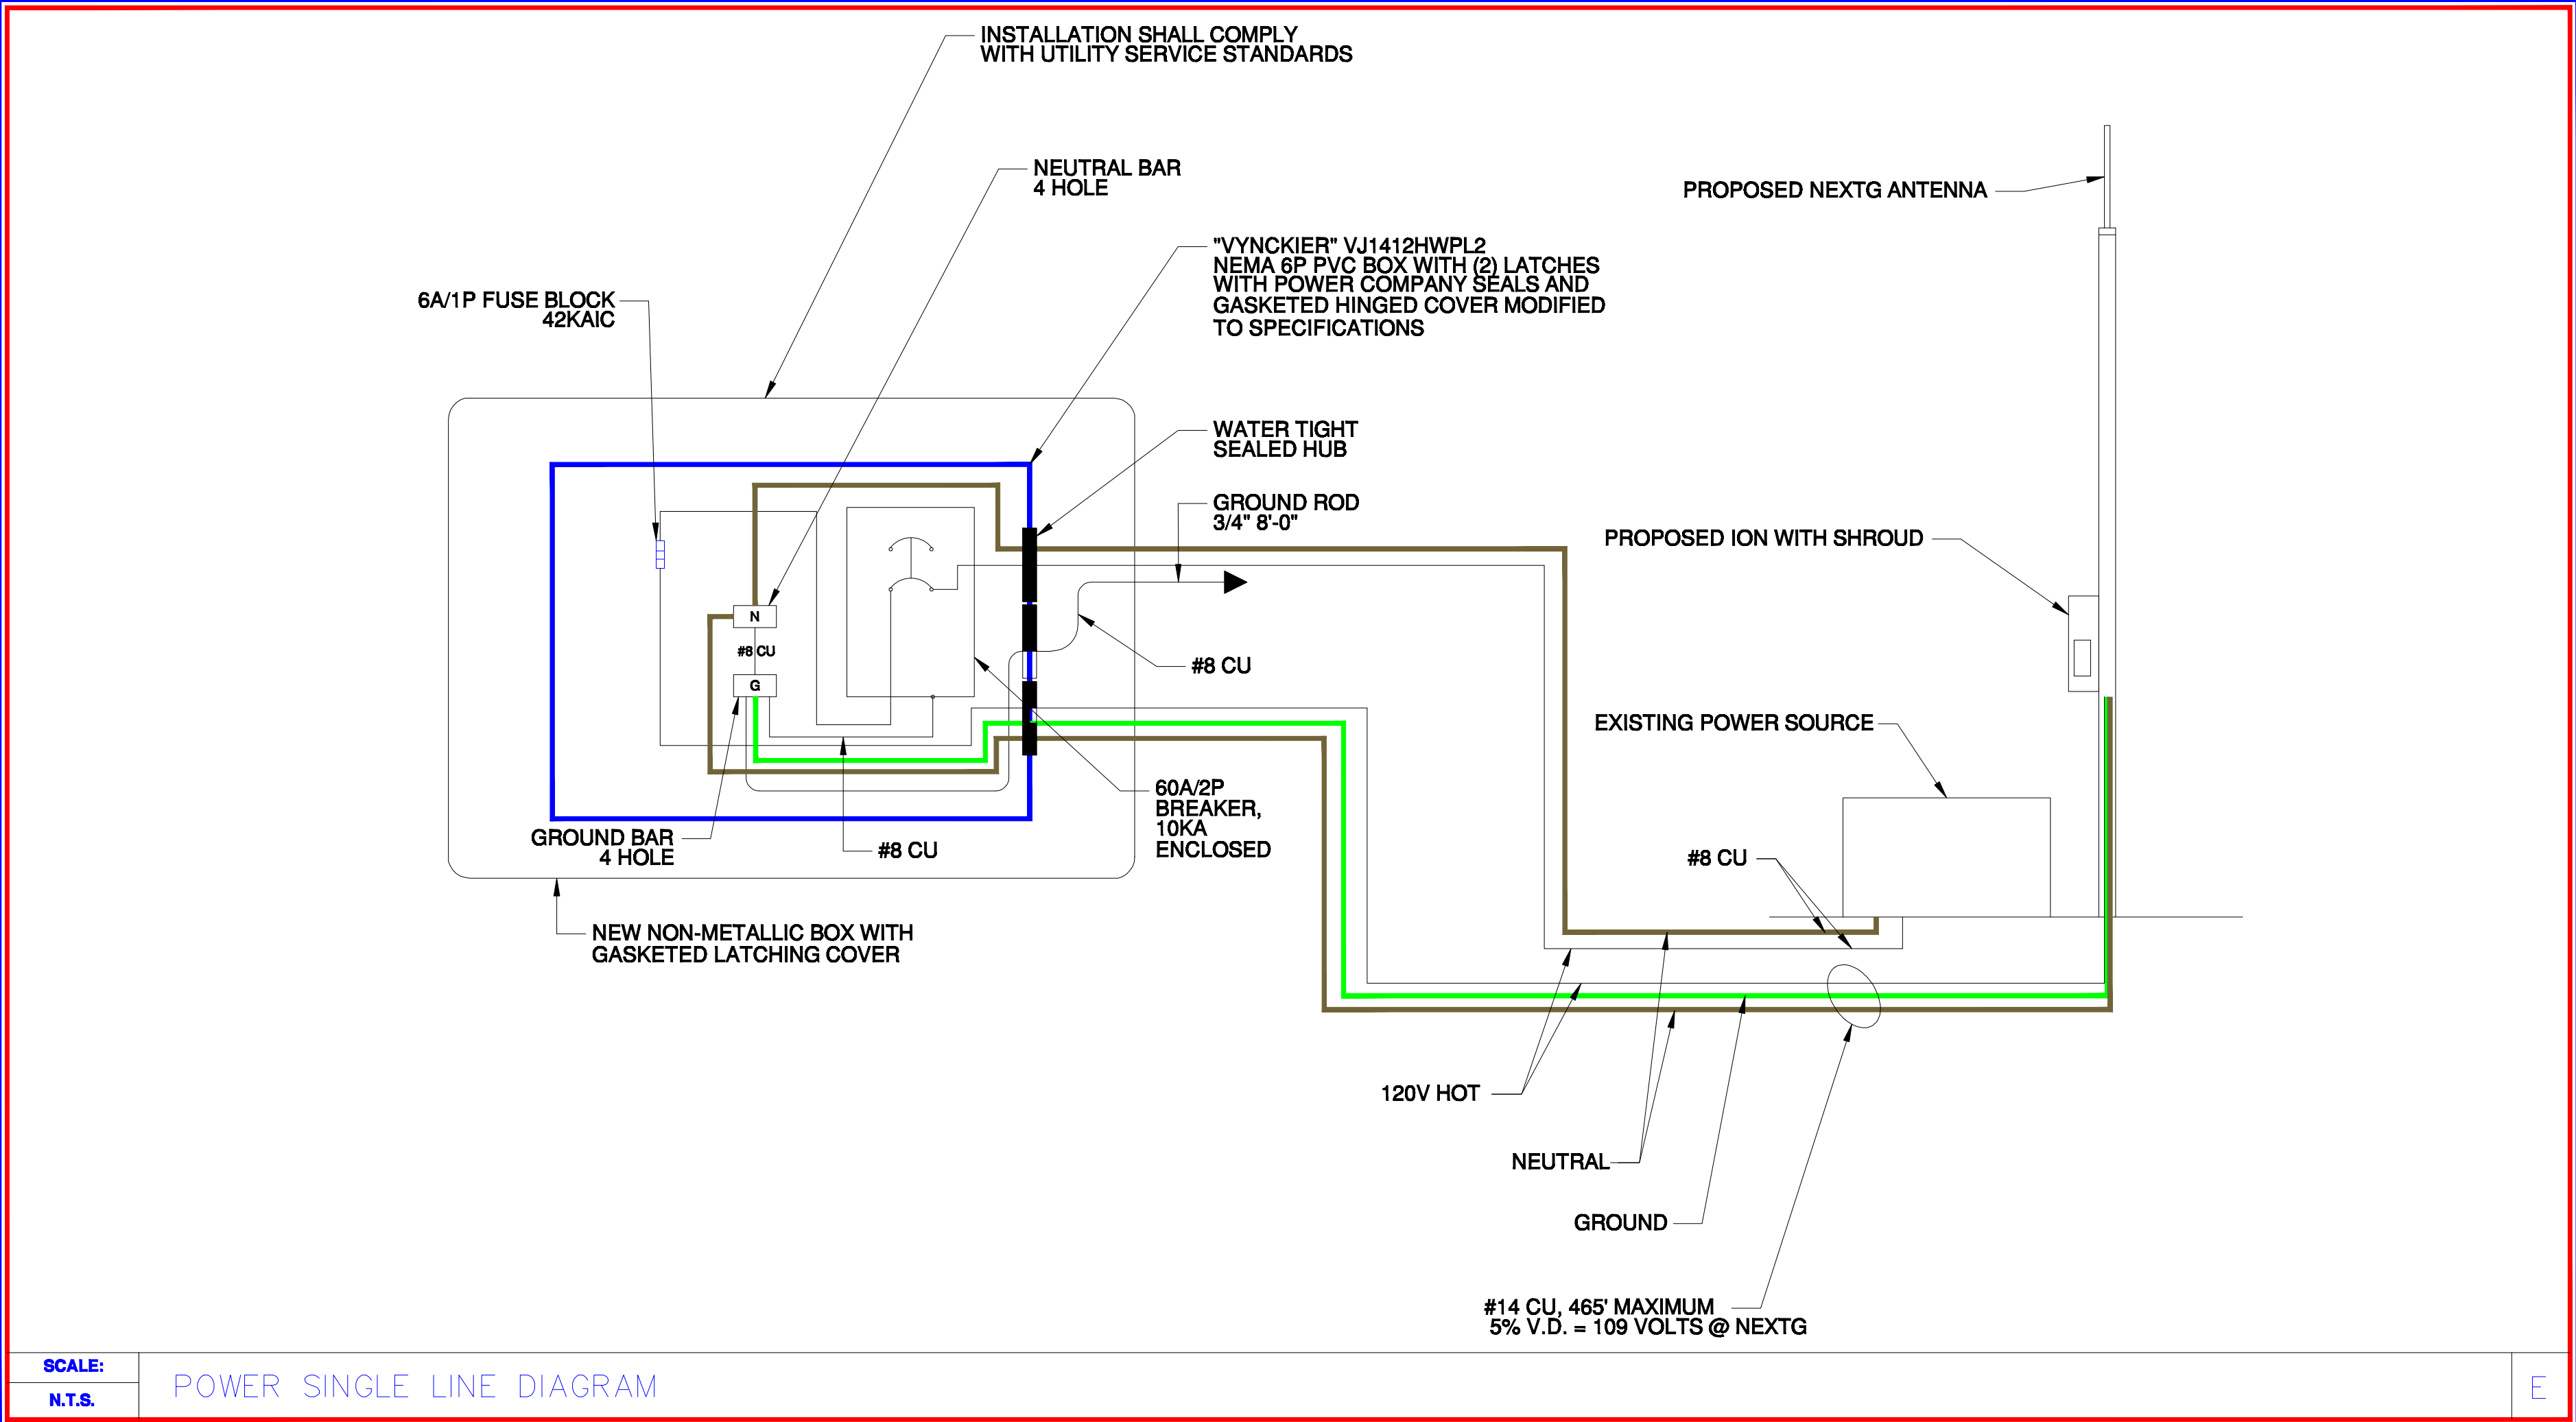 INSTALLATION SHALL COMPLY
WITH UTILITY SERVICE STANDARDS
NEUTRAL BAR
4 HOLE
PROPOSED NEXTG ANTENNA
"VYNCKIER" VJ1412HWPL2
NEMA 6P PVC BOX WITH (2) LATCHES
WITH POWER COMPANY SEALS AND
GASKETED HINGED COVER MODIFIED
TO SPECIFICATIONS
6A/1P FUSE BLOCK
42KAIC
WATER TIGHT
SEALED HUB
GROUND ROD
3/4" 8'-0"
PROPOSED ION WITH SHROUD
N
#8 CU
G
#8 CU
EXISTING POWER SOURCE
60A/2P
BREAKER,
10KA
ENCLOSED
GROUND BAR
4 HOLE
#8 CU
#8 CU
NEW NON-METALLIC BOX WITH
GASKETED LATCHING COVER
120V HOT
NEUTRAL
GROUND
#14 CU, 465' MAXIMUM
5% V.D. = 109 VOLTS @ NEXTG
SCALE:
N.T.S.
POWER SINGLE LINE DIAGRAM
E